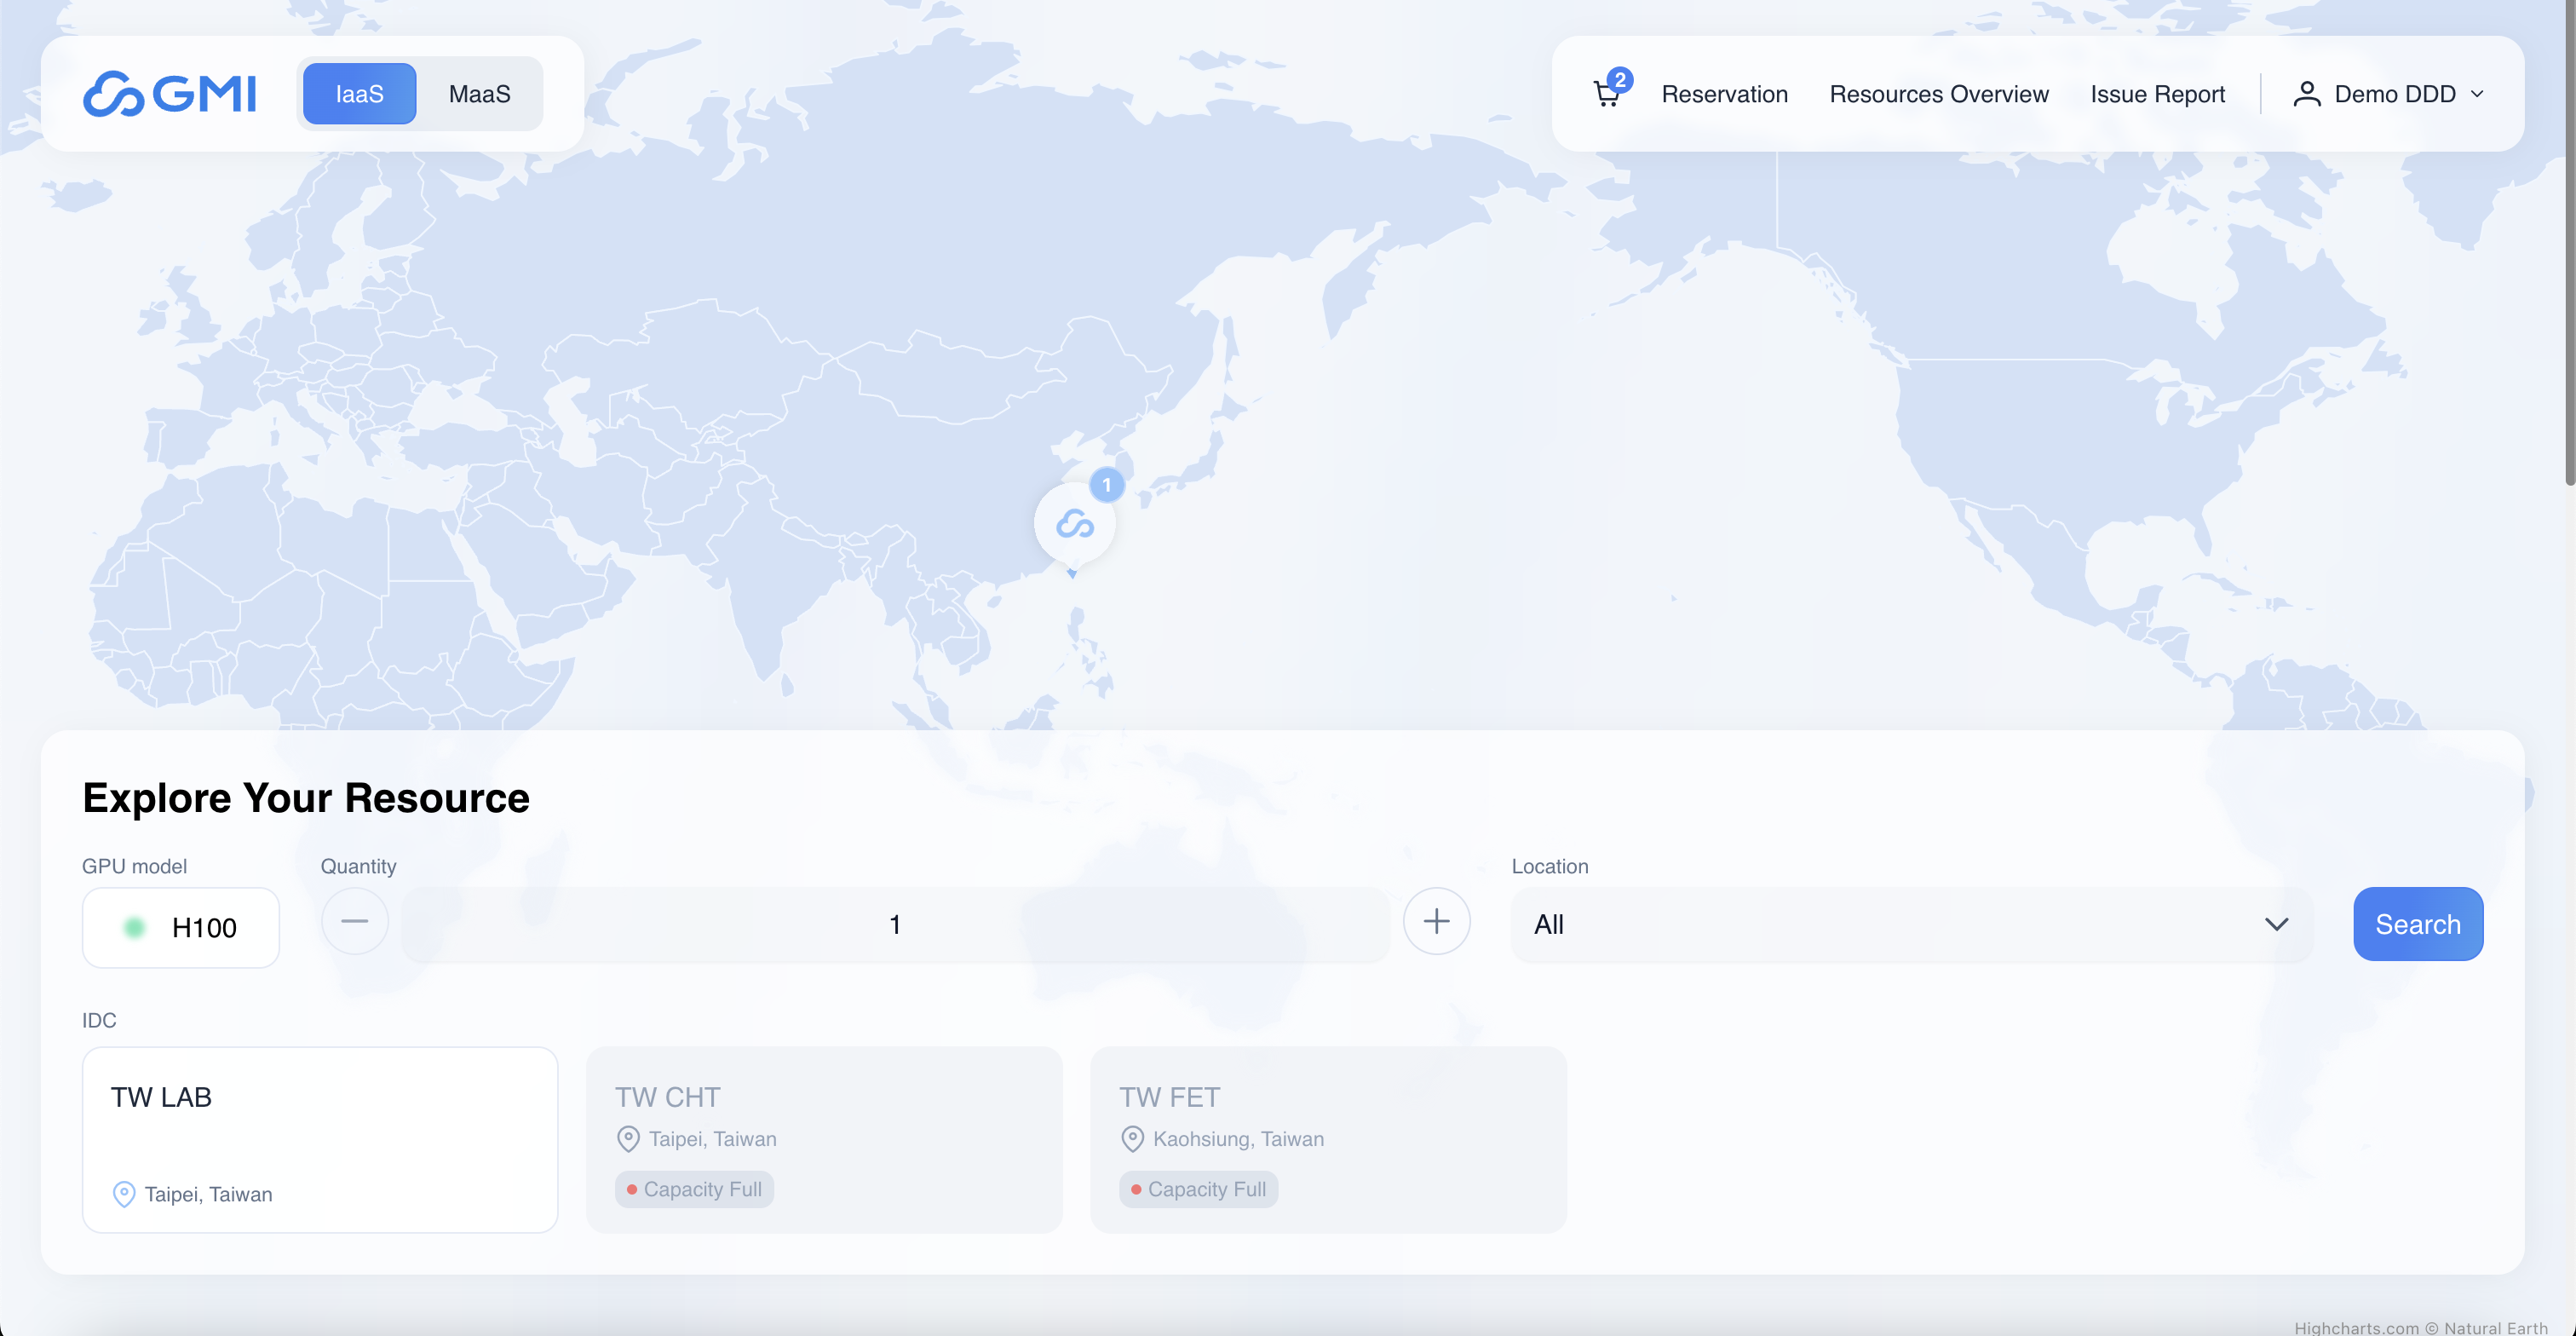 GMI
IaaS
MaaS
2
Reservation
Resources Overview
Issue Report
Demo DDD
1
Explore Your Resource
GPU model
Quantity
Location
H100
1
All
Search
IDC
TW LAB
Taipei, Taiwan
TW CHT
Taipei, Taiwan
Capacity Full
TW FET
Kaohsiung, Taiwan
Capacity Full
Highcharts.com © Natural Earth